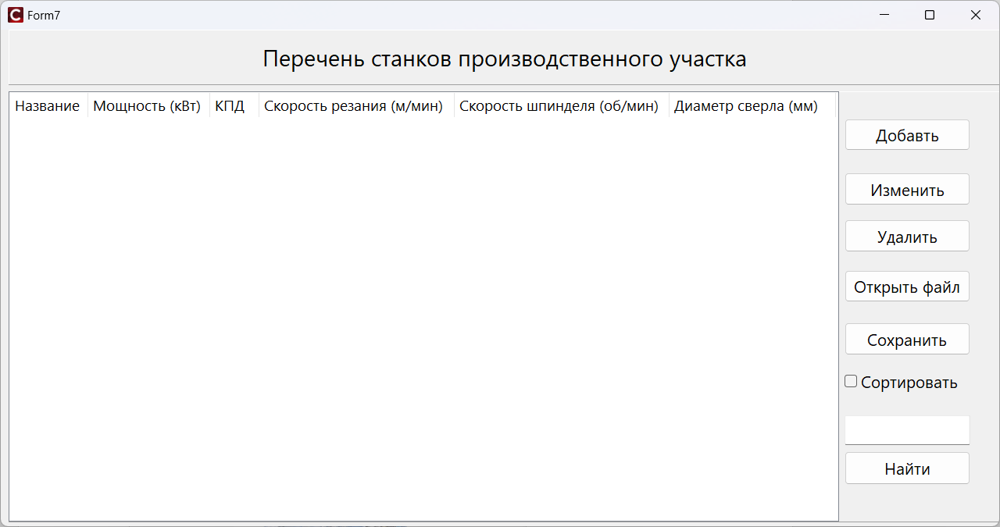 Form7
Перечень станков производственного участка
Название Мощность (кВт) КПД Скорость резания (м/мин) Скорость шпинделя (об/мин) Диаметр сверла (мм)
Добавть
Изменить
Удалить
Открыть файл
Сохранить
Сортировать
Найти